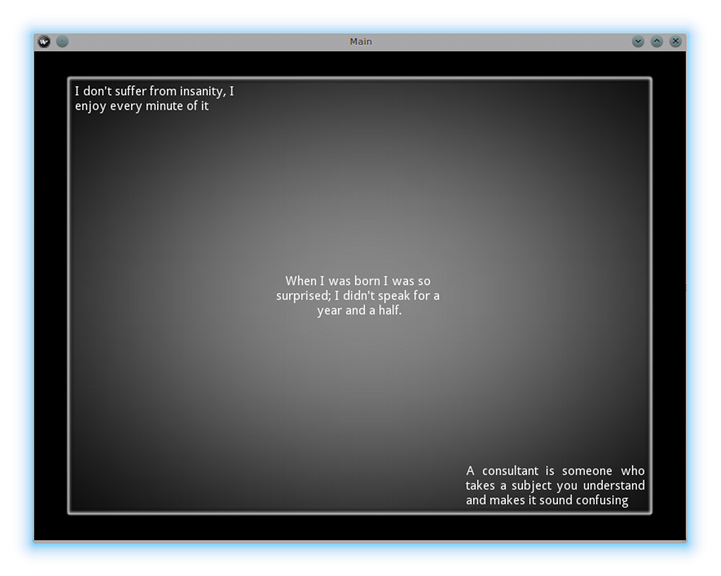 Main
I don't suffer from insanity, I
enjoy every minute of it
When I was born I was so
surprised; I didn't speak for a
year and a half.
A consultant is someone who
takes a subject you understand
and makes it sound confusing